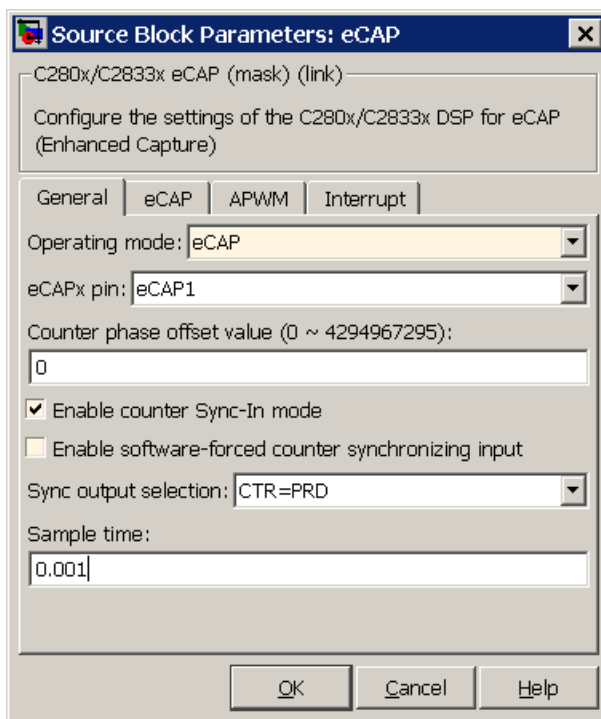 Source Block Parameters: eCAP
C280x/C2833x eCAP (mask) (link)
Configure the settings of the C280x/C2833x DSP for eCAP
(Enhanced Capture)
General eCAP APWM Interrupt
Operating mode: eCAP
eCAPx pin: eCAP1
Counter phase offset value (0 ~ 4294967295):
0
Enable counter Sync-In mode
Enable software-forced counter synchronizing input
Sync output selection: CTR=PRD
Sample time:
0.001
OK Cancel Help